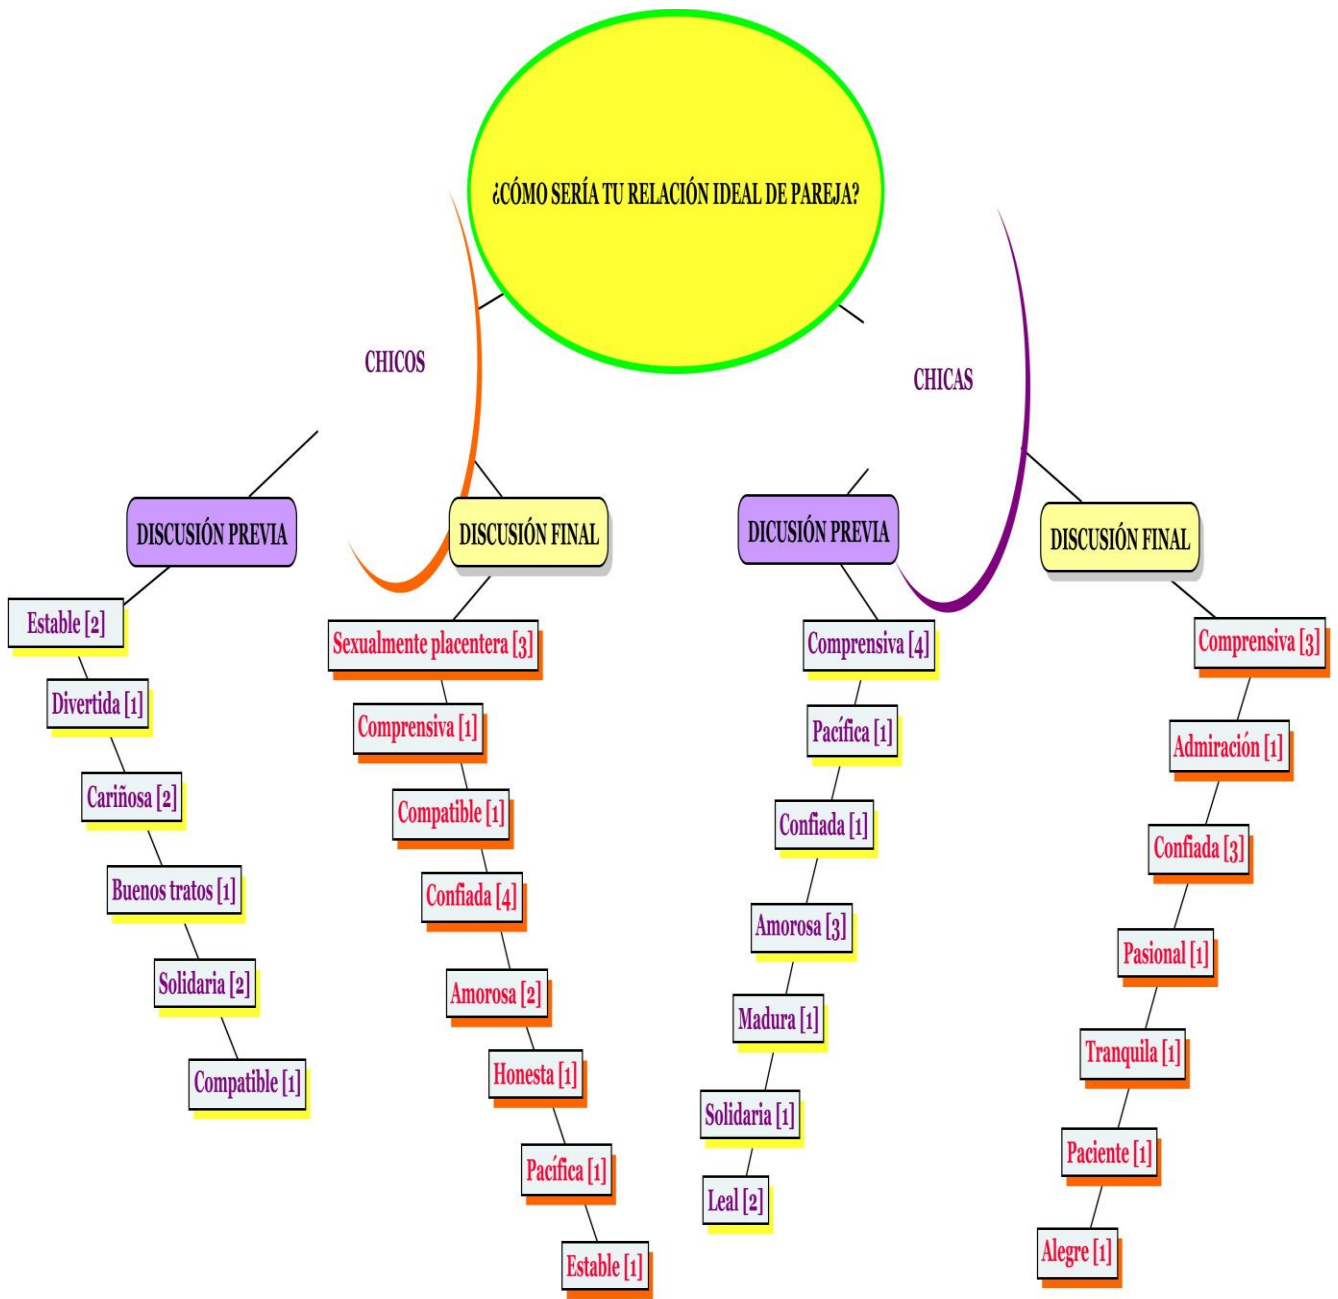 ¿CÓMO SERÍA TU RELACIÓN IDEAL DE PAREJA?
CHICOS
CHICAS
DISCUSIÓN PREVIA
DISCUSIÓN FINAL
DICUSIÓN PREVIA
DISCUSIÓN FINAL
Estable [2]
Divertida [1]
Cariñosa [2]
Buenos tratos [1]
Solidaria [2]
Compatible [1]
Sexualmente placentera [3]
Comprensiva [1]
Compatible [1]
Confiada [4]
Amorosa [2]
Honesta [1]
Pacífica [1]
Estable [1]
Comprensiva [4]
Pacífica [1]
Confiada [1]
Amorosa [3]
Madura [1]
Solidaria [1]
Leal [2]
Comprensiva [3]
Admiración [1]
Confiada [3]
Pasional [1]
Tranquila [1]
Paciente [1]
Alegre [1]